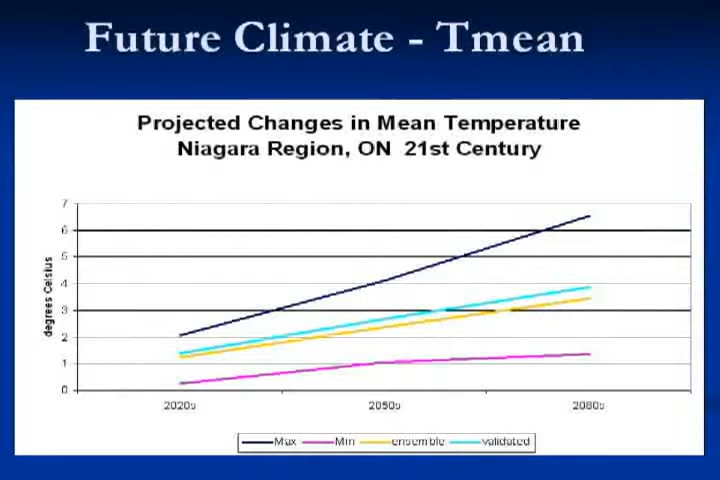 Future Climate - Tmean
Projected Changes in Mean Temperature
Niagara Region, ON 21st Century
7
6
5
4
3
2
1
0
degrees Celsius
2020s
2050s
2080s
Max
Min
ensemble
validated